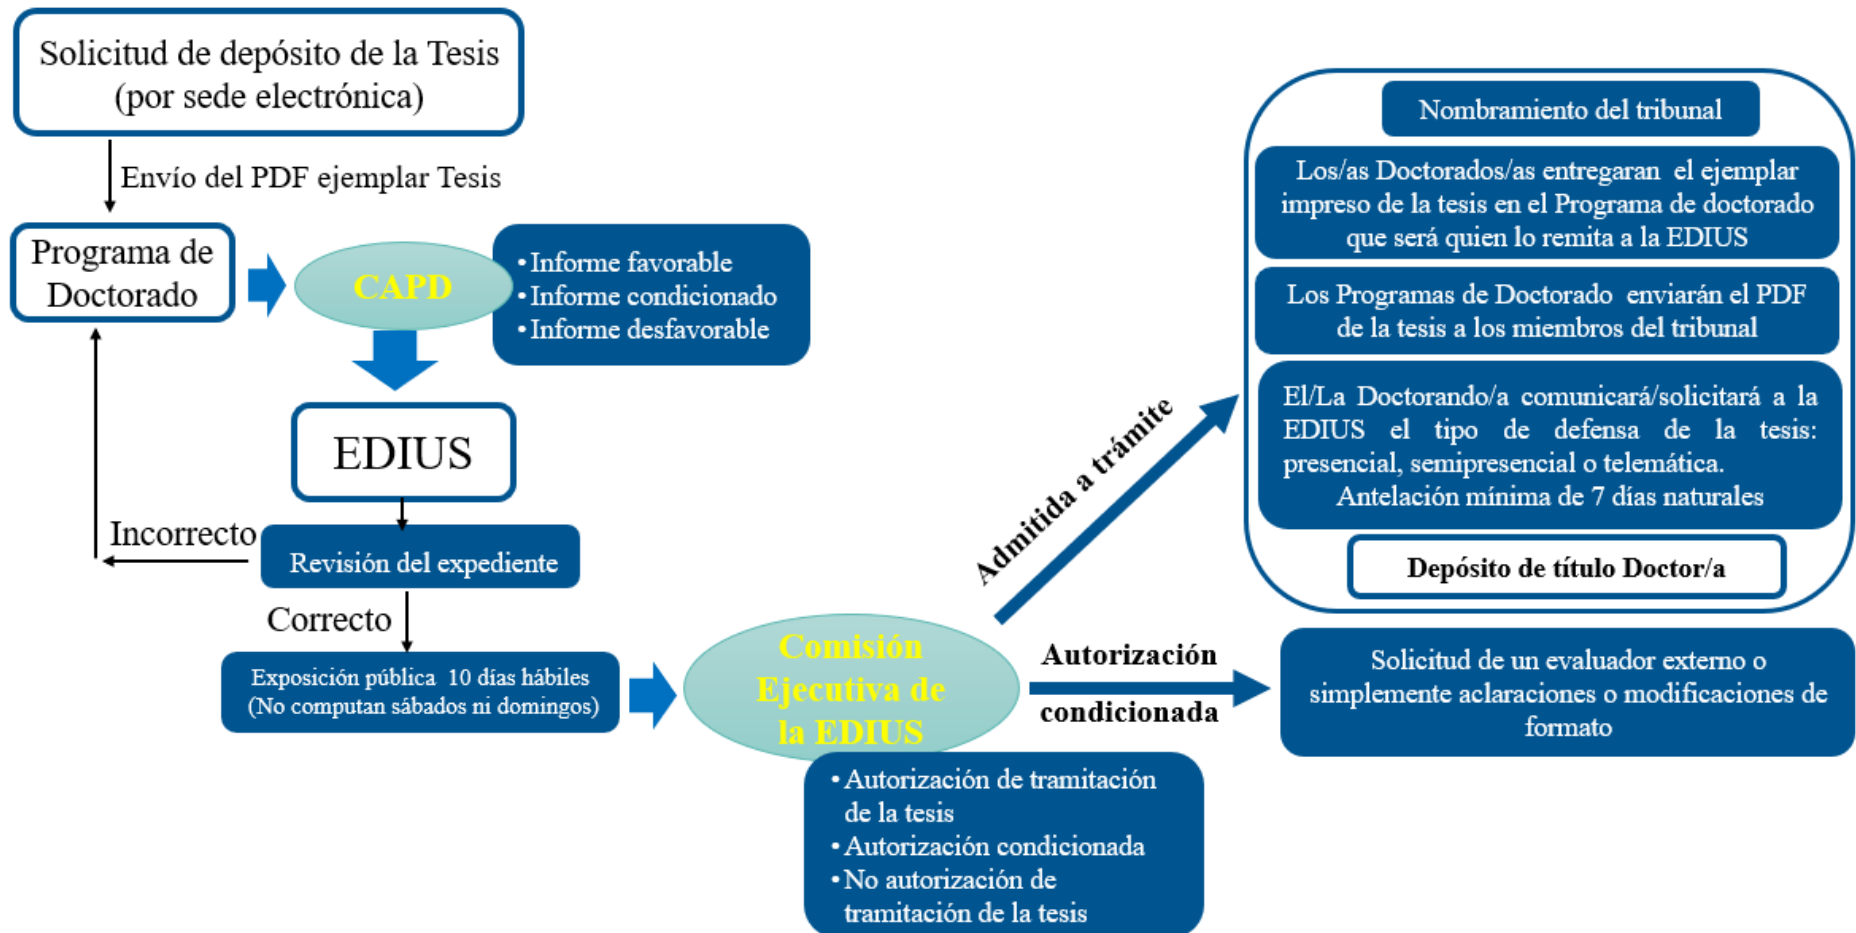 Solicitud de depósito de la Tesis
(por sede electrónica)
Envío del PDF ejemplar Tesis
Programa de
Doctorado
CAPD
• Informe favorable
• Informe condicionado
• Informe desfavorable
EDIUS
Incorrecto
Revisión del expediente
Correcto
Exposición pública 10 días hábiles
(No computan sábados ni domingos)
Comisión
Ejecutiva de
la EDIUS
• Autorización de tramitación
de la tesis
• Autorización condicionada
• No autorización de
tramitación de la tesis
Admitida a trámite
Nombramiento del tribunal
Los/as Doctorados/as entregaran el ejemplar
impreso de la tesis en el Programa de doctorado
que será quien lo remita a la EDIUS
Los Programas de Doctorado enviarán el PDF
de la tesis a los miembros del tribunal
El/La Doctorando/a comunicará/solicitará a la
EDIUS el tipo de defensa de la tesis:
presencial, semipresencial o telemática.
Antelación mínima de 7 días naturales
Depósito de título Doctor/a
Autorización
condicionada
Solicitud de un evaluador externo o
simplemente aclaraciones o modificaciones de
formato